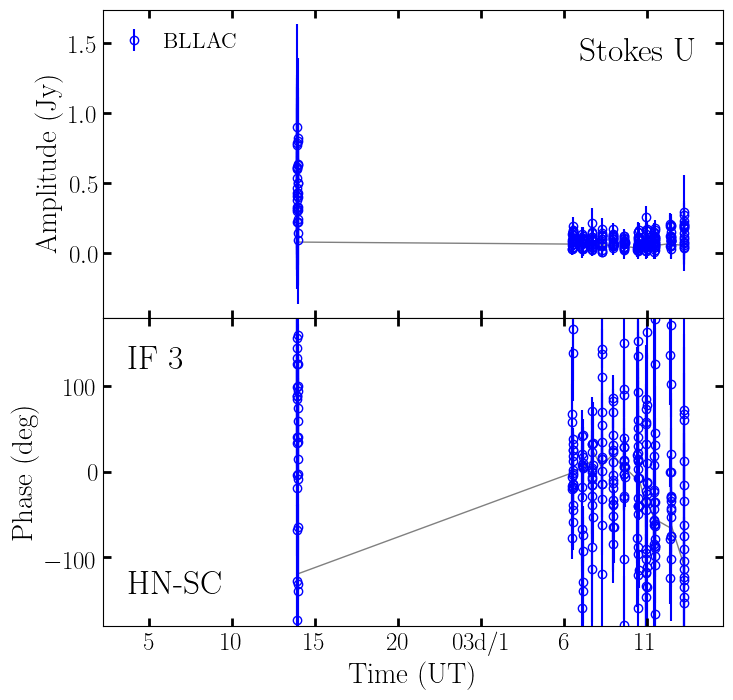 BLLAC
Stokes U
Amplitude (Jy)
1.5
1.0
0.5
0.0
IF 3
HN-SC
Phase (deg)
100
0
−100
5 10 15 20 03d/1 6 11
Time (UT)